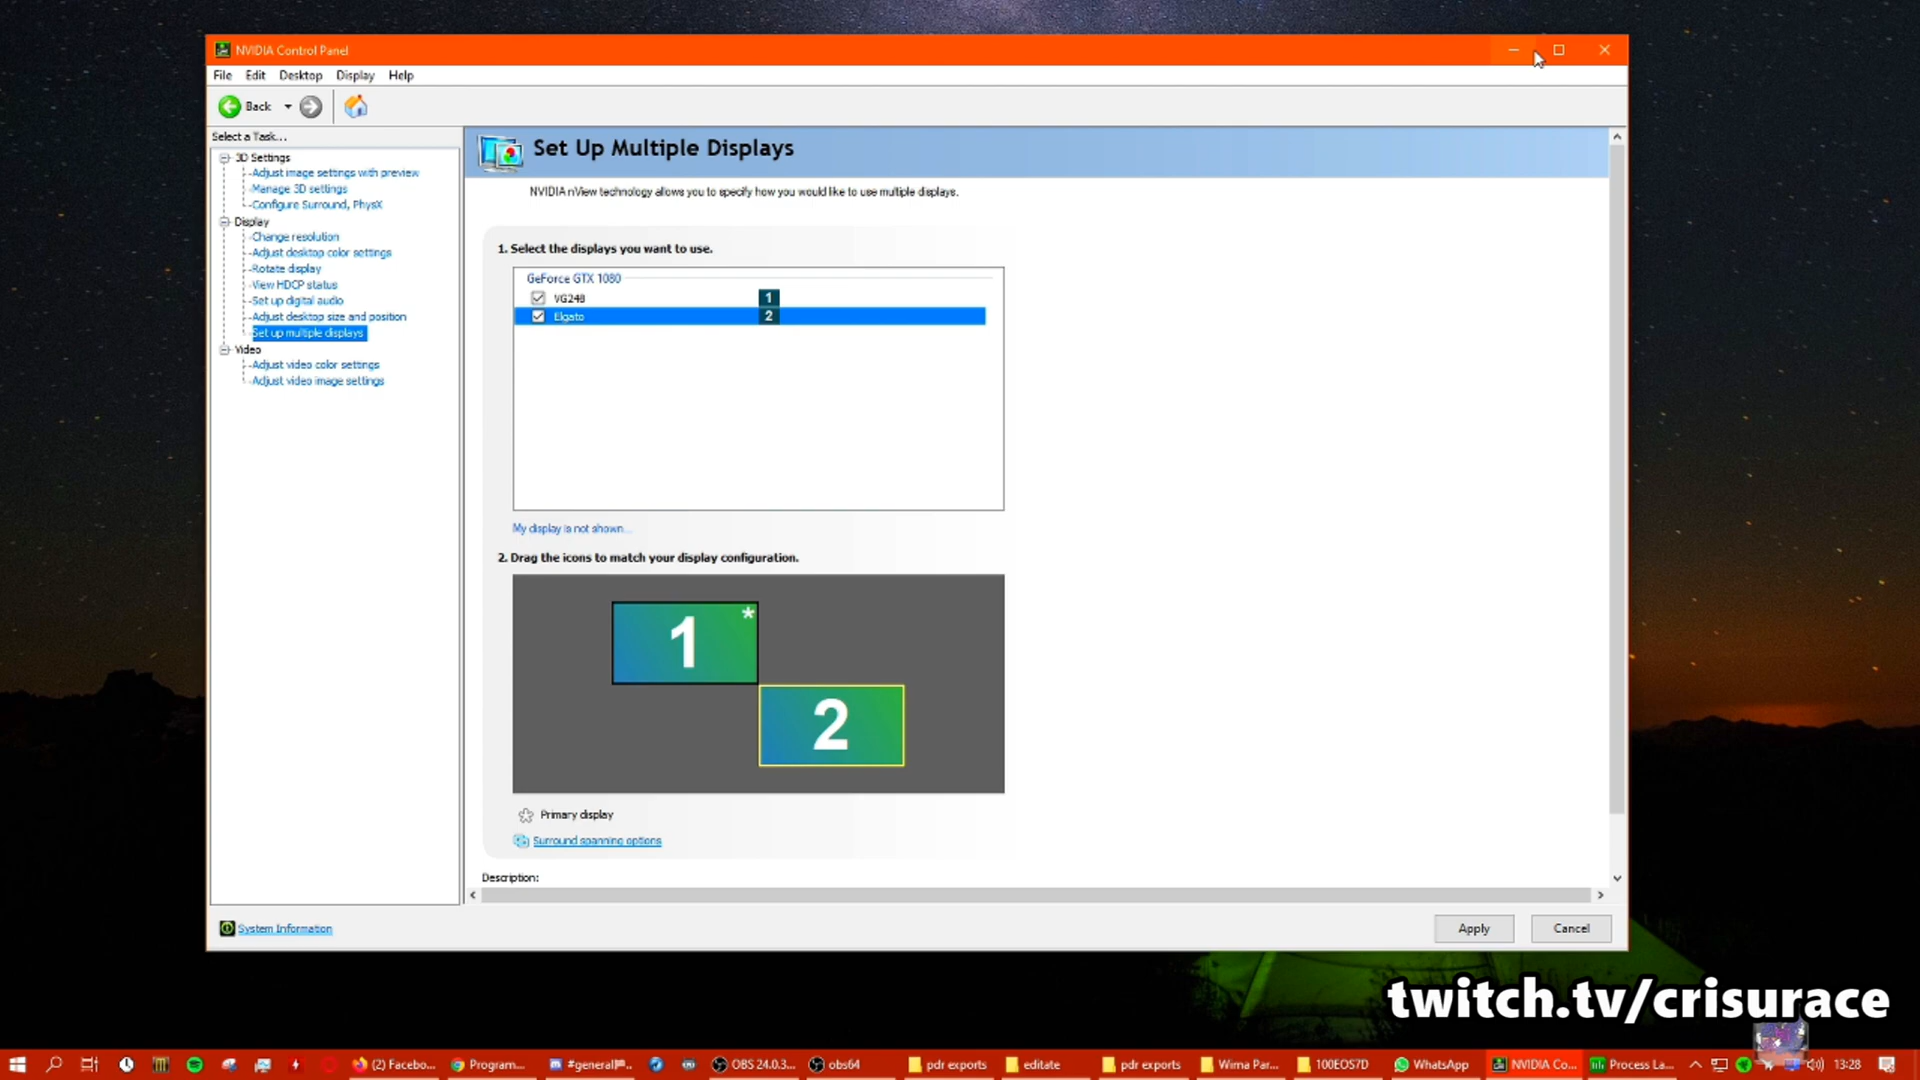 NVIDIA Control Panel
File Edit Desktop Display Help
Back
Select a Task...
3D Settings
Adjust image settings with preview
Manage 3D settings
Configure Surround, PhysX
Display
Change resolution
Adjust desktop color settings
Rotate display
View HDCP status
Set up digital audio
Adjust desktop size and position
Set up multiple displays
Video
Adjust video color settings
Adjust video image settings
System Information
Set Up Multiple Displays
NVIDIA nView technology allows you to specify how you would like to use multiple displays.
1. Select the displays you want to use.
GeForce GTX 1080
VG248 1
Elgato 2
My display is not shown...
2. Drag the icons to match your display configuration.
1 *
2
Primary display
Surround spanning options
Description:
Apply Cancel
twitch.tv/crisurace
(2) Facebo... Program... #general... OBS 24.0.3... obs64 pdr exports editate pdr exports Wima Par... 100EOS7D WhatsApp NVIDIA Co... Process La... 13:28